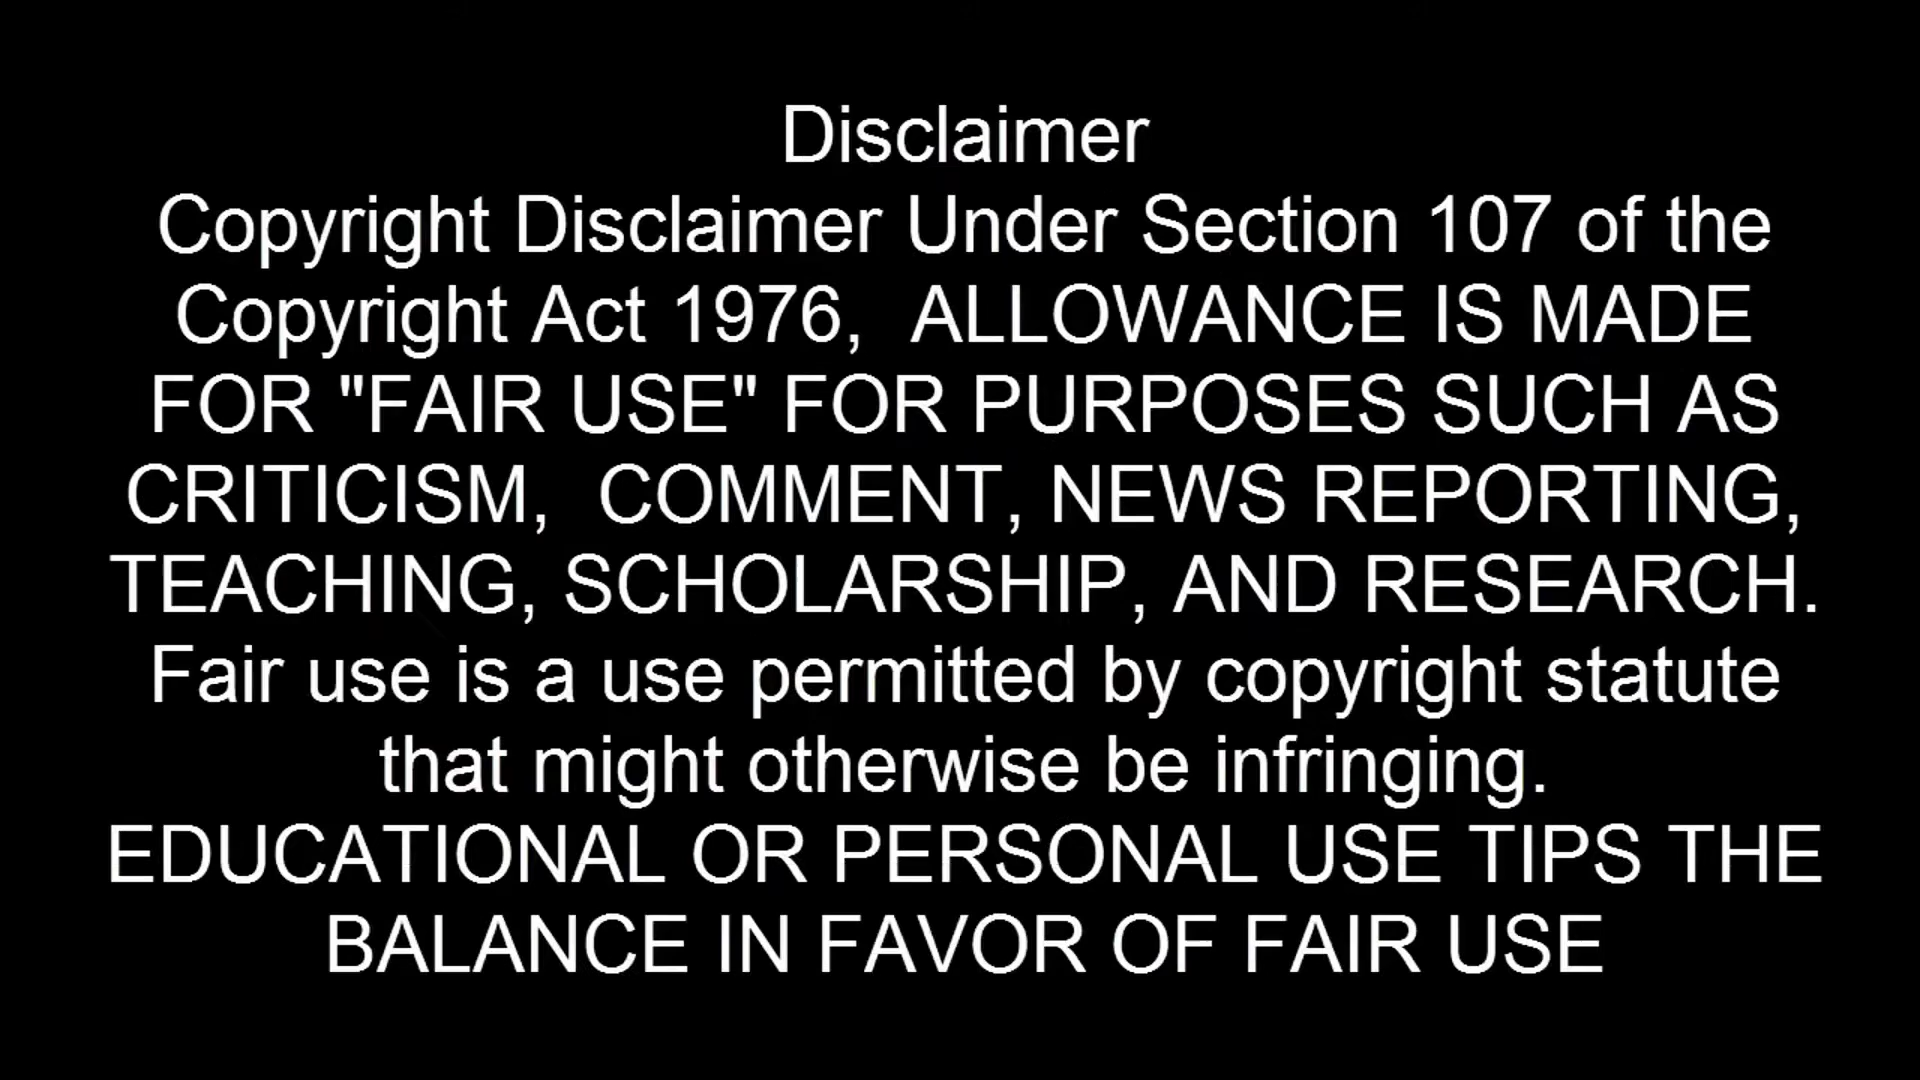 Disclaimer
Copyright Disclaimer Under Section 107 of the
Copyright Act 1976,  ALLOWANCE IS MADE
FOR "FAIR USE" FOR PURPOSES SUCH AS
CRITICISM,  COMMENT, NEWS REPORTING,
TEACHING, SCHOLARSHIP, AND RESEARCH.
Fair use is a use permitted by copyright statute
that might otherwise be infringing.
EDUCATIONAL OR PERSONAL USE TIPS THE
BALANCE IN FAVOR OF FAIR USE